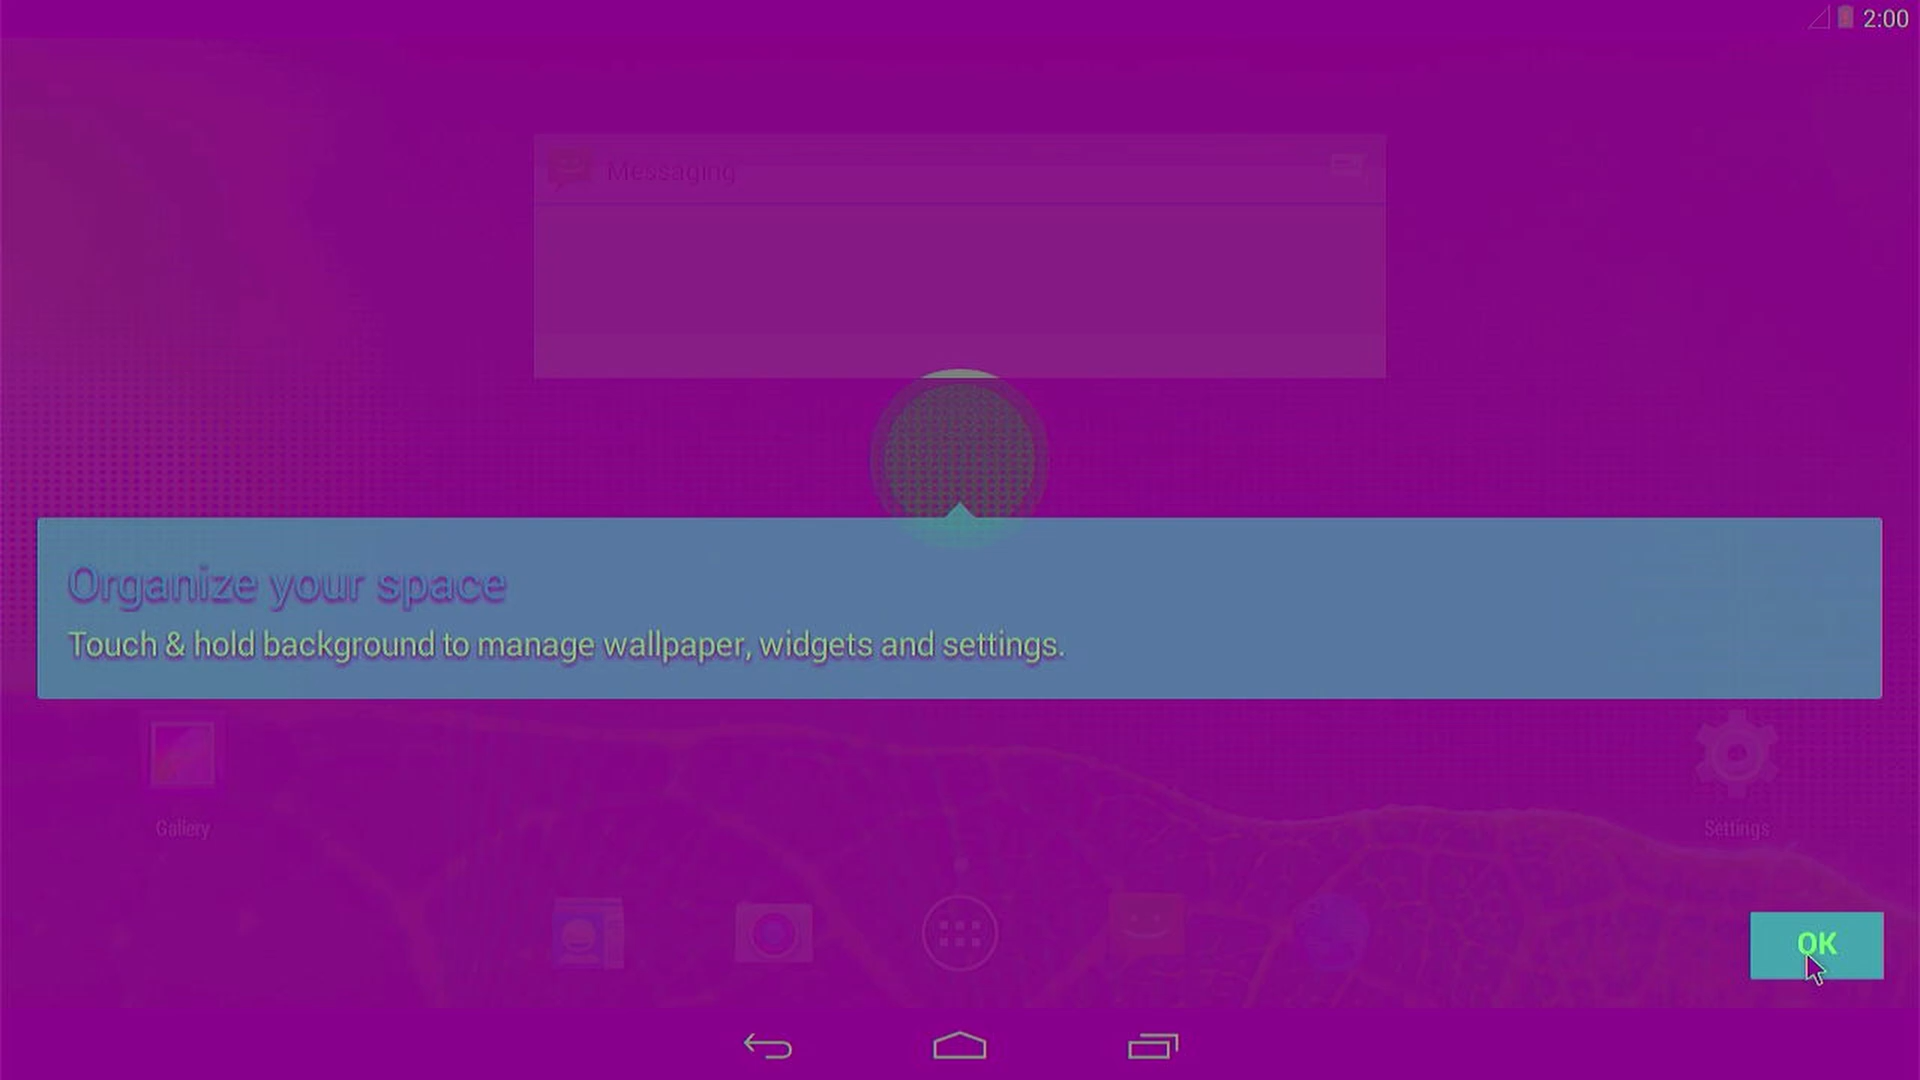 2:00
Messaging
Organize your space
Touch & hold background to manage wallpaper, widgets and settings.
Gallery
Settings
OK